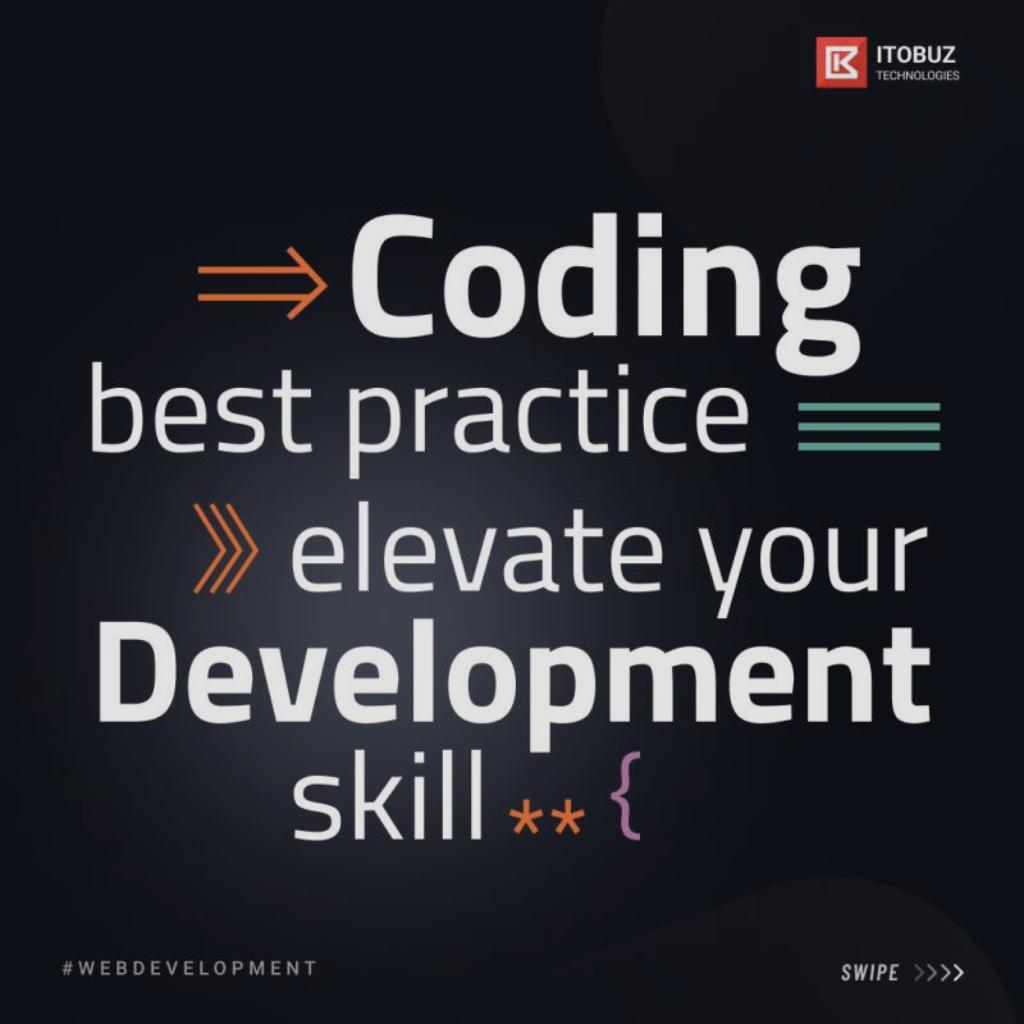 ITOBUZ
TECHNOLOGIES
⇒ Coding
best practice ≡
⫸ elevate your
Development
skill ** {
#WEBDEVELOPMENT
SWIPE >>>>